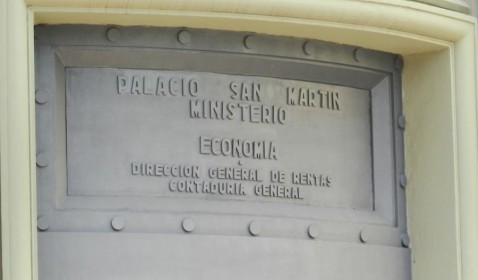 PALACIO SAN MARTIN
MINISTERIO
ECONOMIA
DIRECCION GENERAL DE RENTAS
CONTADURIA GENERAL